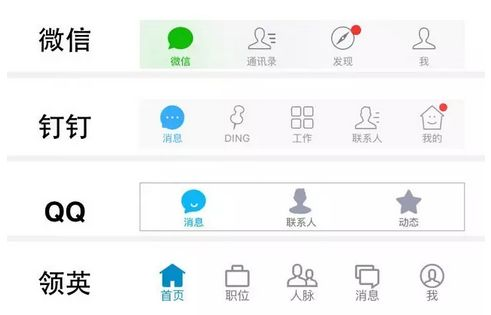 微信
微信 通讯录 发现 我
钉钉
消息 DING 工作 联系人 我的
QQ
消息 联系人 动态
领英
首页 职位 人脉 消息 我